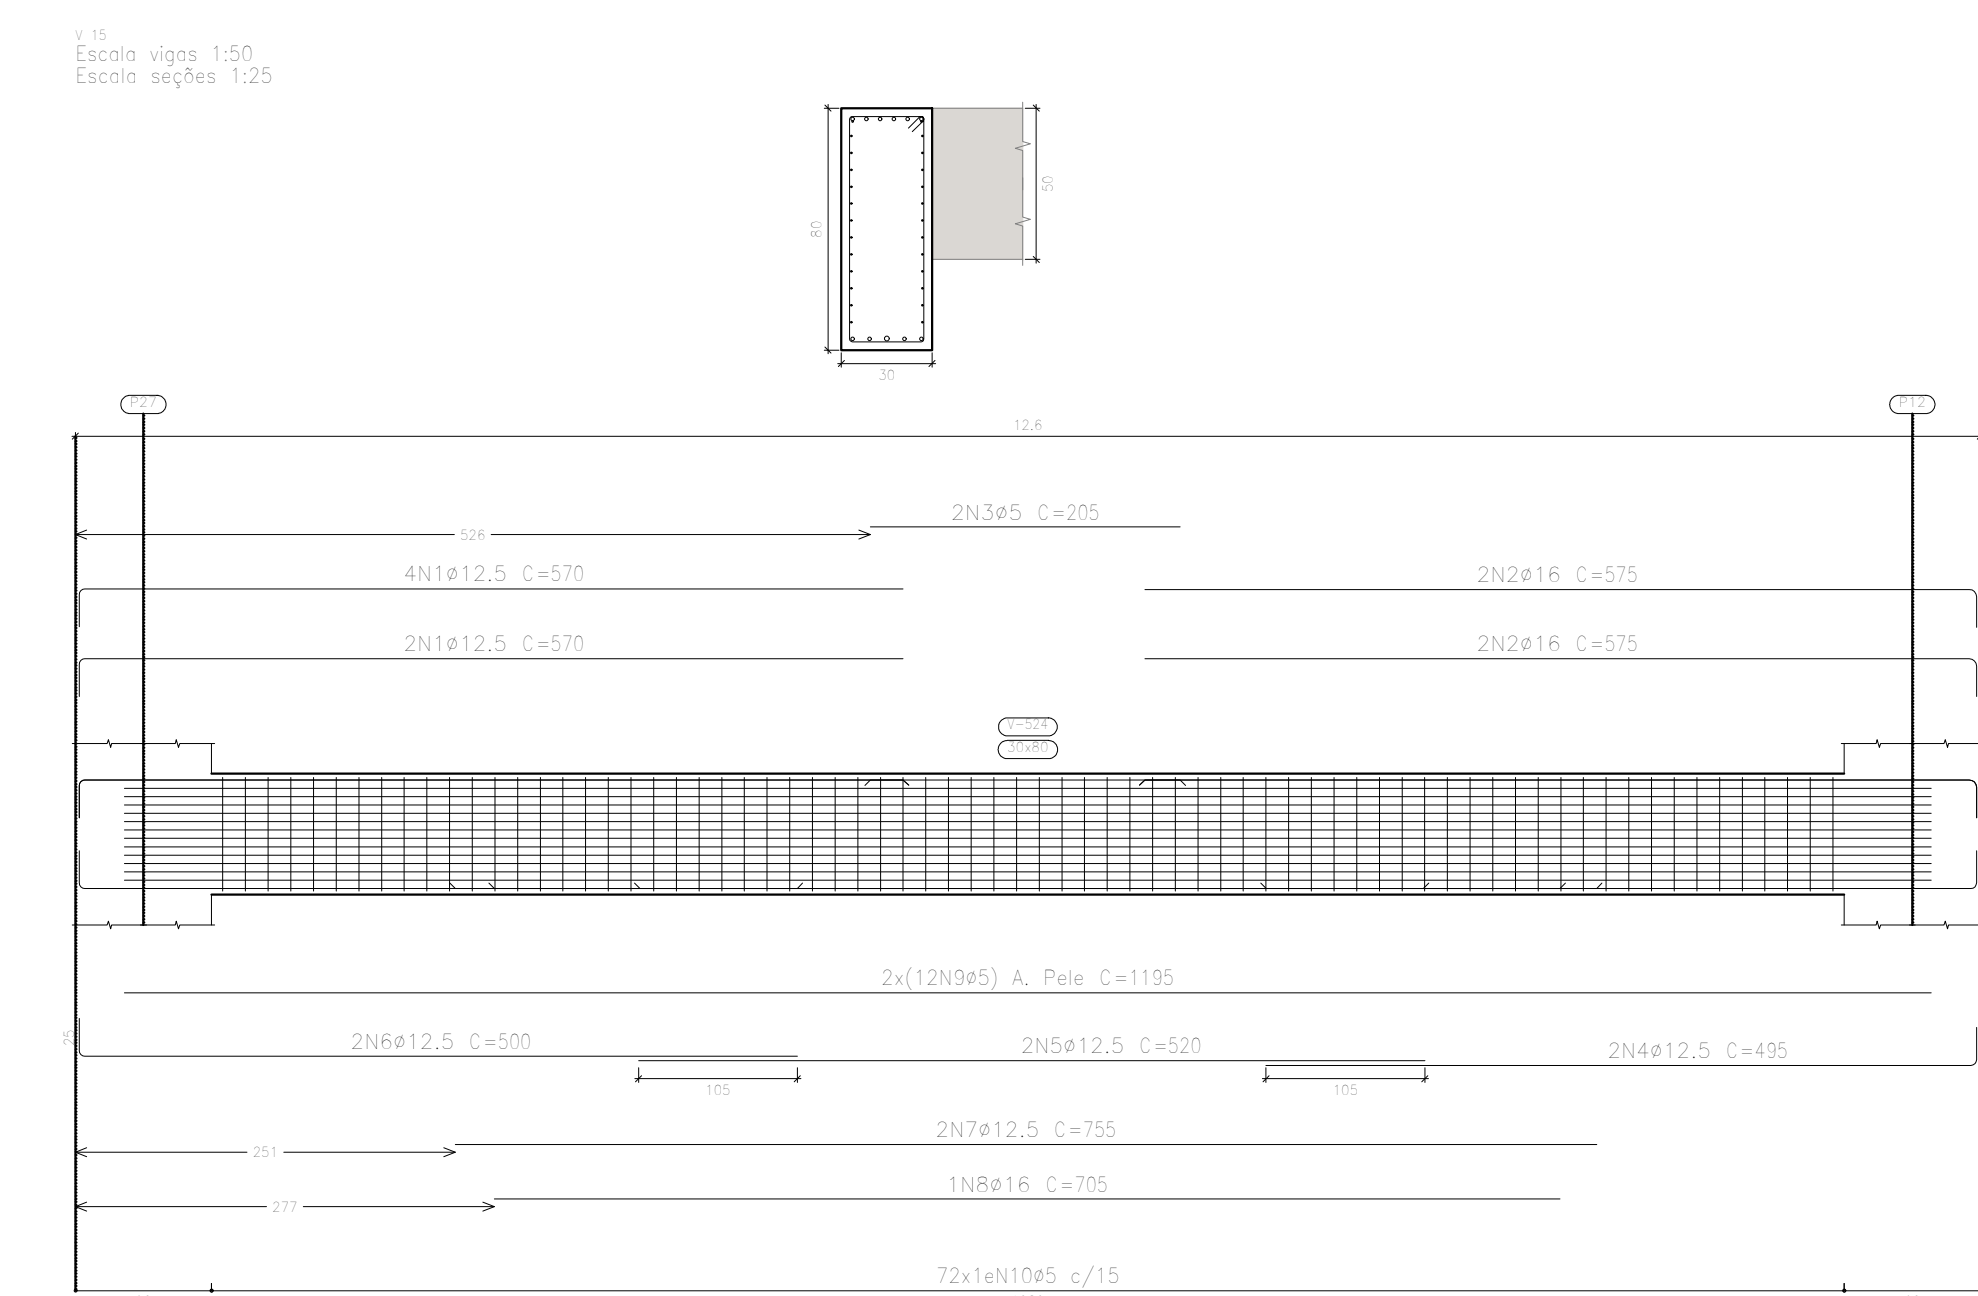 V 15
Escala vigas 1:50
Escala seções 1:25
50
80
30
P27
P12
12.6
2N3ø5 C=205
526
4N1ø12.5 C=570
2N2ø16 C=575
2N1ø12.5 C=570
2N2ø16 C=575
V-524
30x80
2x(12N9ø5) A. Pele C=1195
25
2N6ø12.5 C=500
2N5ø12.5 C=520
2N4ø12.5 C=495
105
105
2N7ø12.5 C=755
251
1N8ø16 C=705
277
72x1eN10ø5 c/15